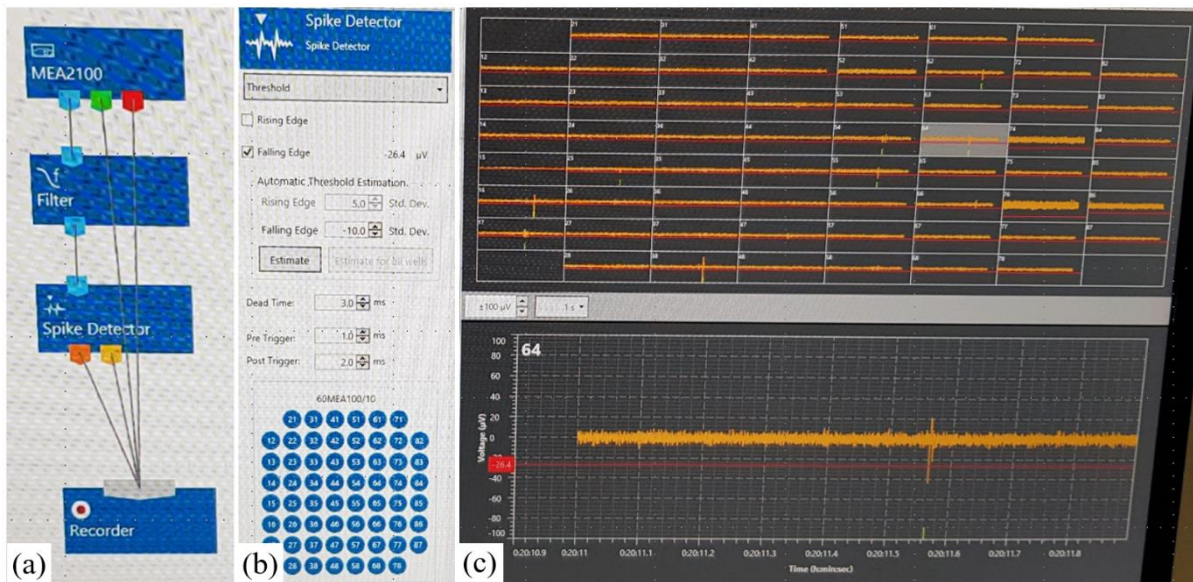 MEA2100
Filter
Spike Detector
Recorder
(a)
Spike Detector
Spike Detector
Threshold
Rising Edge
Falling Edge -26.4 µV
Automatic Threshold Estimation
Rising Edge 5.0 Std. Dev.
Falling Edge -10.0 Std. Dev.
Estimate Estimate for all wells
Dead Time: 3.0 ms
Pre Trigger: 1.0 ms
Post Trigger: 2.0 ms
60MEA100/10
21 31 41 51 61 71
12 22 32 42 52 62 72 82
13 23 33 43 53 63 73 83
14 24 34 44 54 64 74 84
15 25 35 45 55 65 75 85
16 26 36 46 56 66 76 86
27 37 47 57 67 77 87
28 38 48 58 68 78
(b)
21 31 41 51 61 71
12 22 32 42 52 62 72 82
13 23 33 43 53 63 73 83
14 24 34 44 54 64 74 84
15 25 35 45 55 65 75 85
16 26 36 46 56 66 76 86
17 27 37 47 57 67 77 87
28 38 48 58 68 78
±100 µV 1 s
64
100
80
60
40
20
0
-26.4
-40
-60
-80
-100
Voltage (µV)
0:20:10.9 0:20:11 0:20:11.1 0:20:11.2 0:20:11.3 0:20:11.4 0:20:11.5 0:20:11.6 0:20:11.7 0:20:11.8
Time (h:min:sec)
(c)